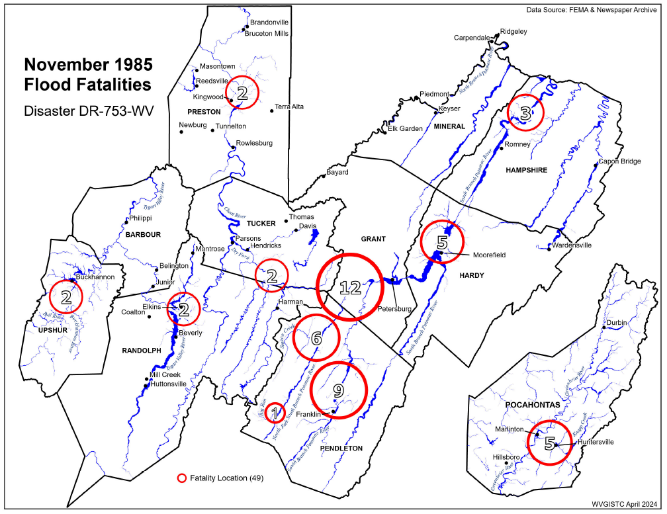 Data Source: FEMA & Newspaper Archive
November 1985
Flood Fatalities
Disaster DR-753-WV
Brandonville
Bruceton Mills
Masontown
Reedsville
Kingwood
2
PRESTON
Terra Alta
Newburg
Tunnelton
Rowlesburg
Ridgeley
Carpendale
Piedmont
Keyser
Elk Garden
MINERAL
3
Romney
HAMPSHIRE
Capon Bridge
Bayard
Philippi
BARBOUR
TUCKER
Thomas
Davis
Parsons
Hendricks
Montrose
GRANT
5
Moorefield
HARDY
Wardensville
Belington
Junior
Buckhannon
2
UPSHUR
Elkins
2
Coalton
Beverly
RANDOLPH
Mill Creek
Huttonsville
2
Harman
12
Petersburg
6
9
1
Franklin
PENDLETON
Durbin
POCAHONTAS
Marlinton
5
Huntersville
Hillsboro
Fatality Location (49)
WVGISTC April 2024